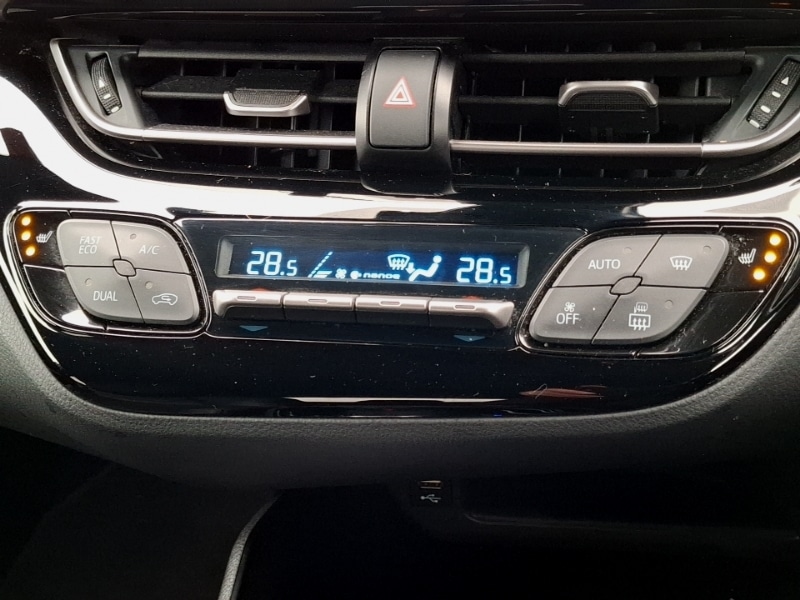 FAST
ECO
A/C
DUAL
28.5
nanoe
28.5
AUTO
OFF